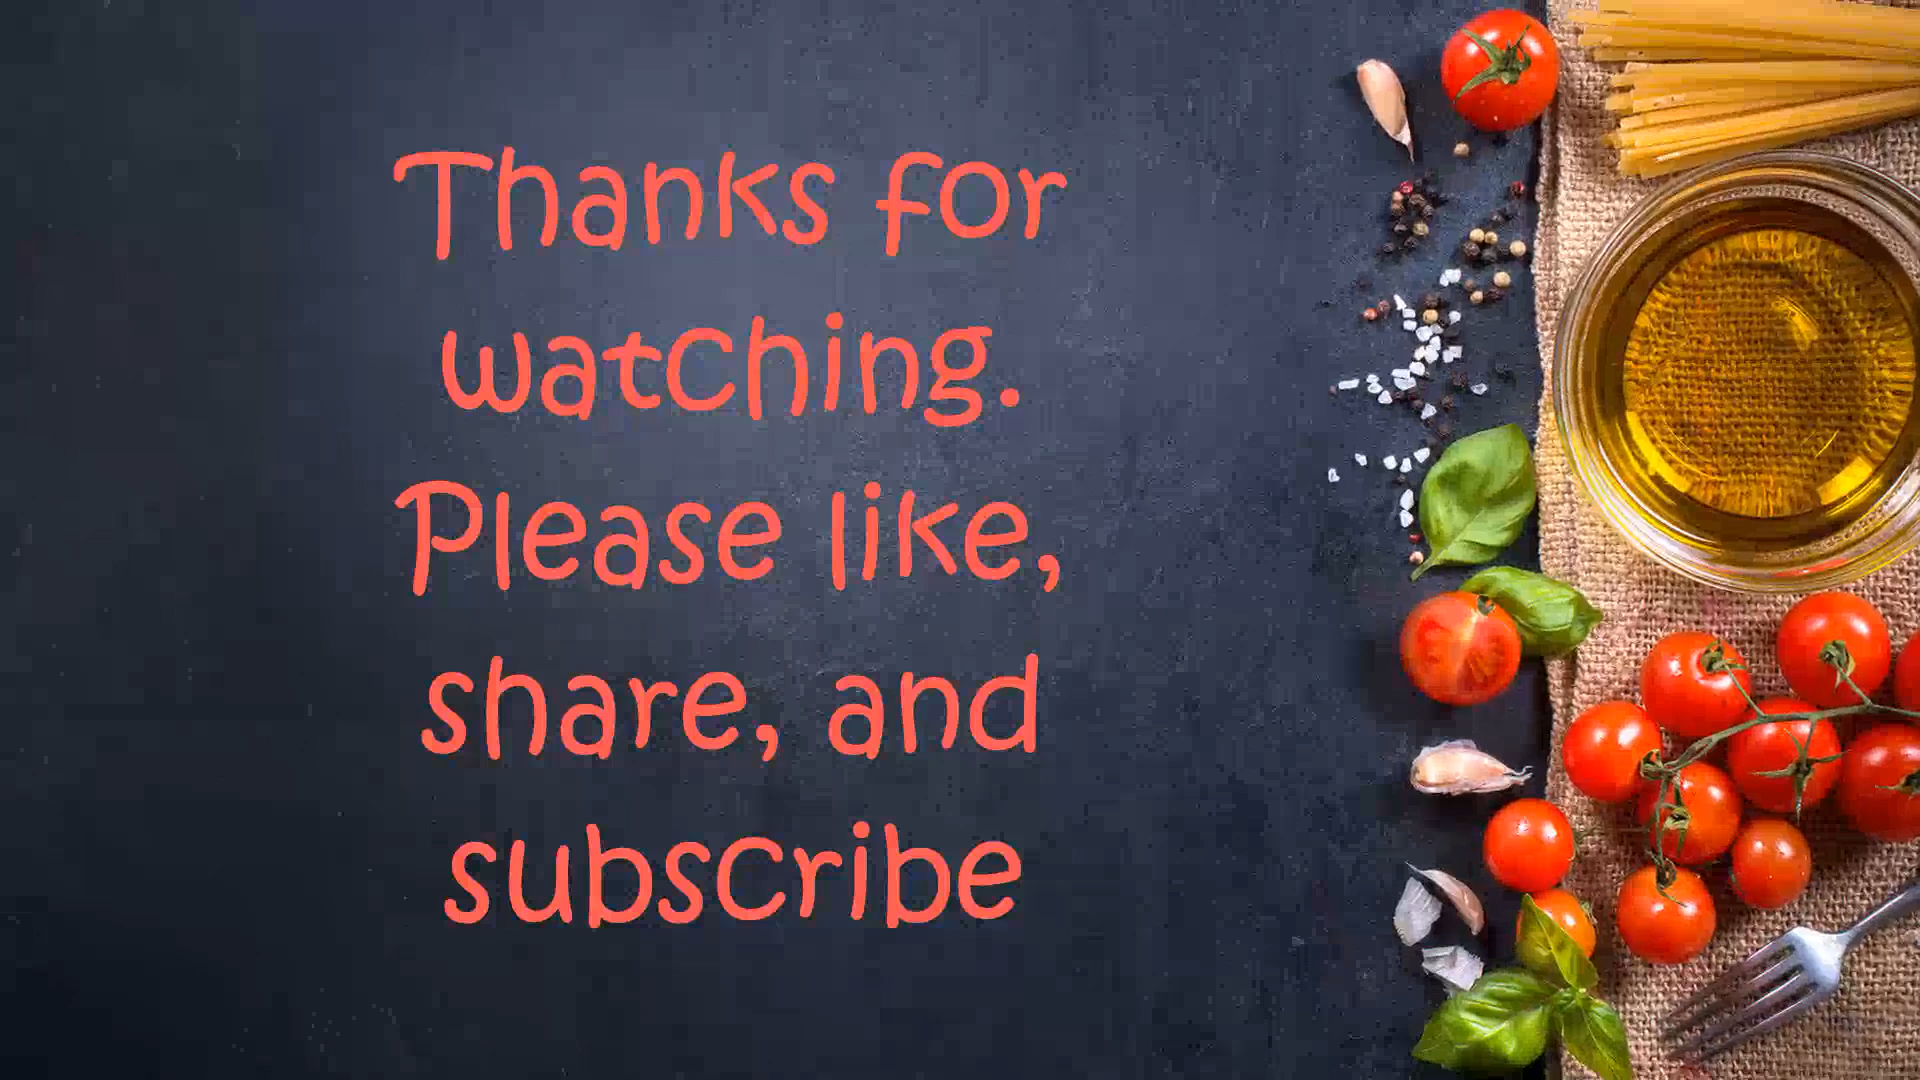 Thanks for
watching.
Please like,
share, and
subscribe